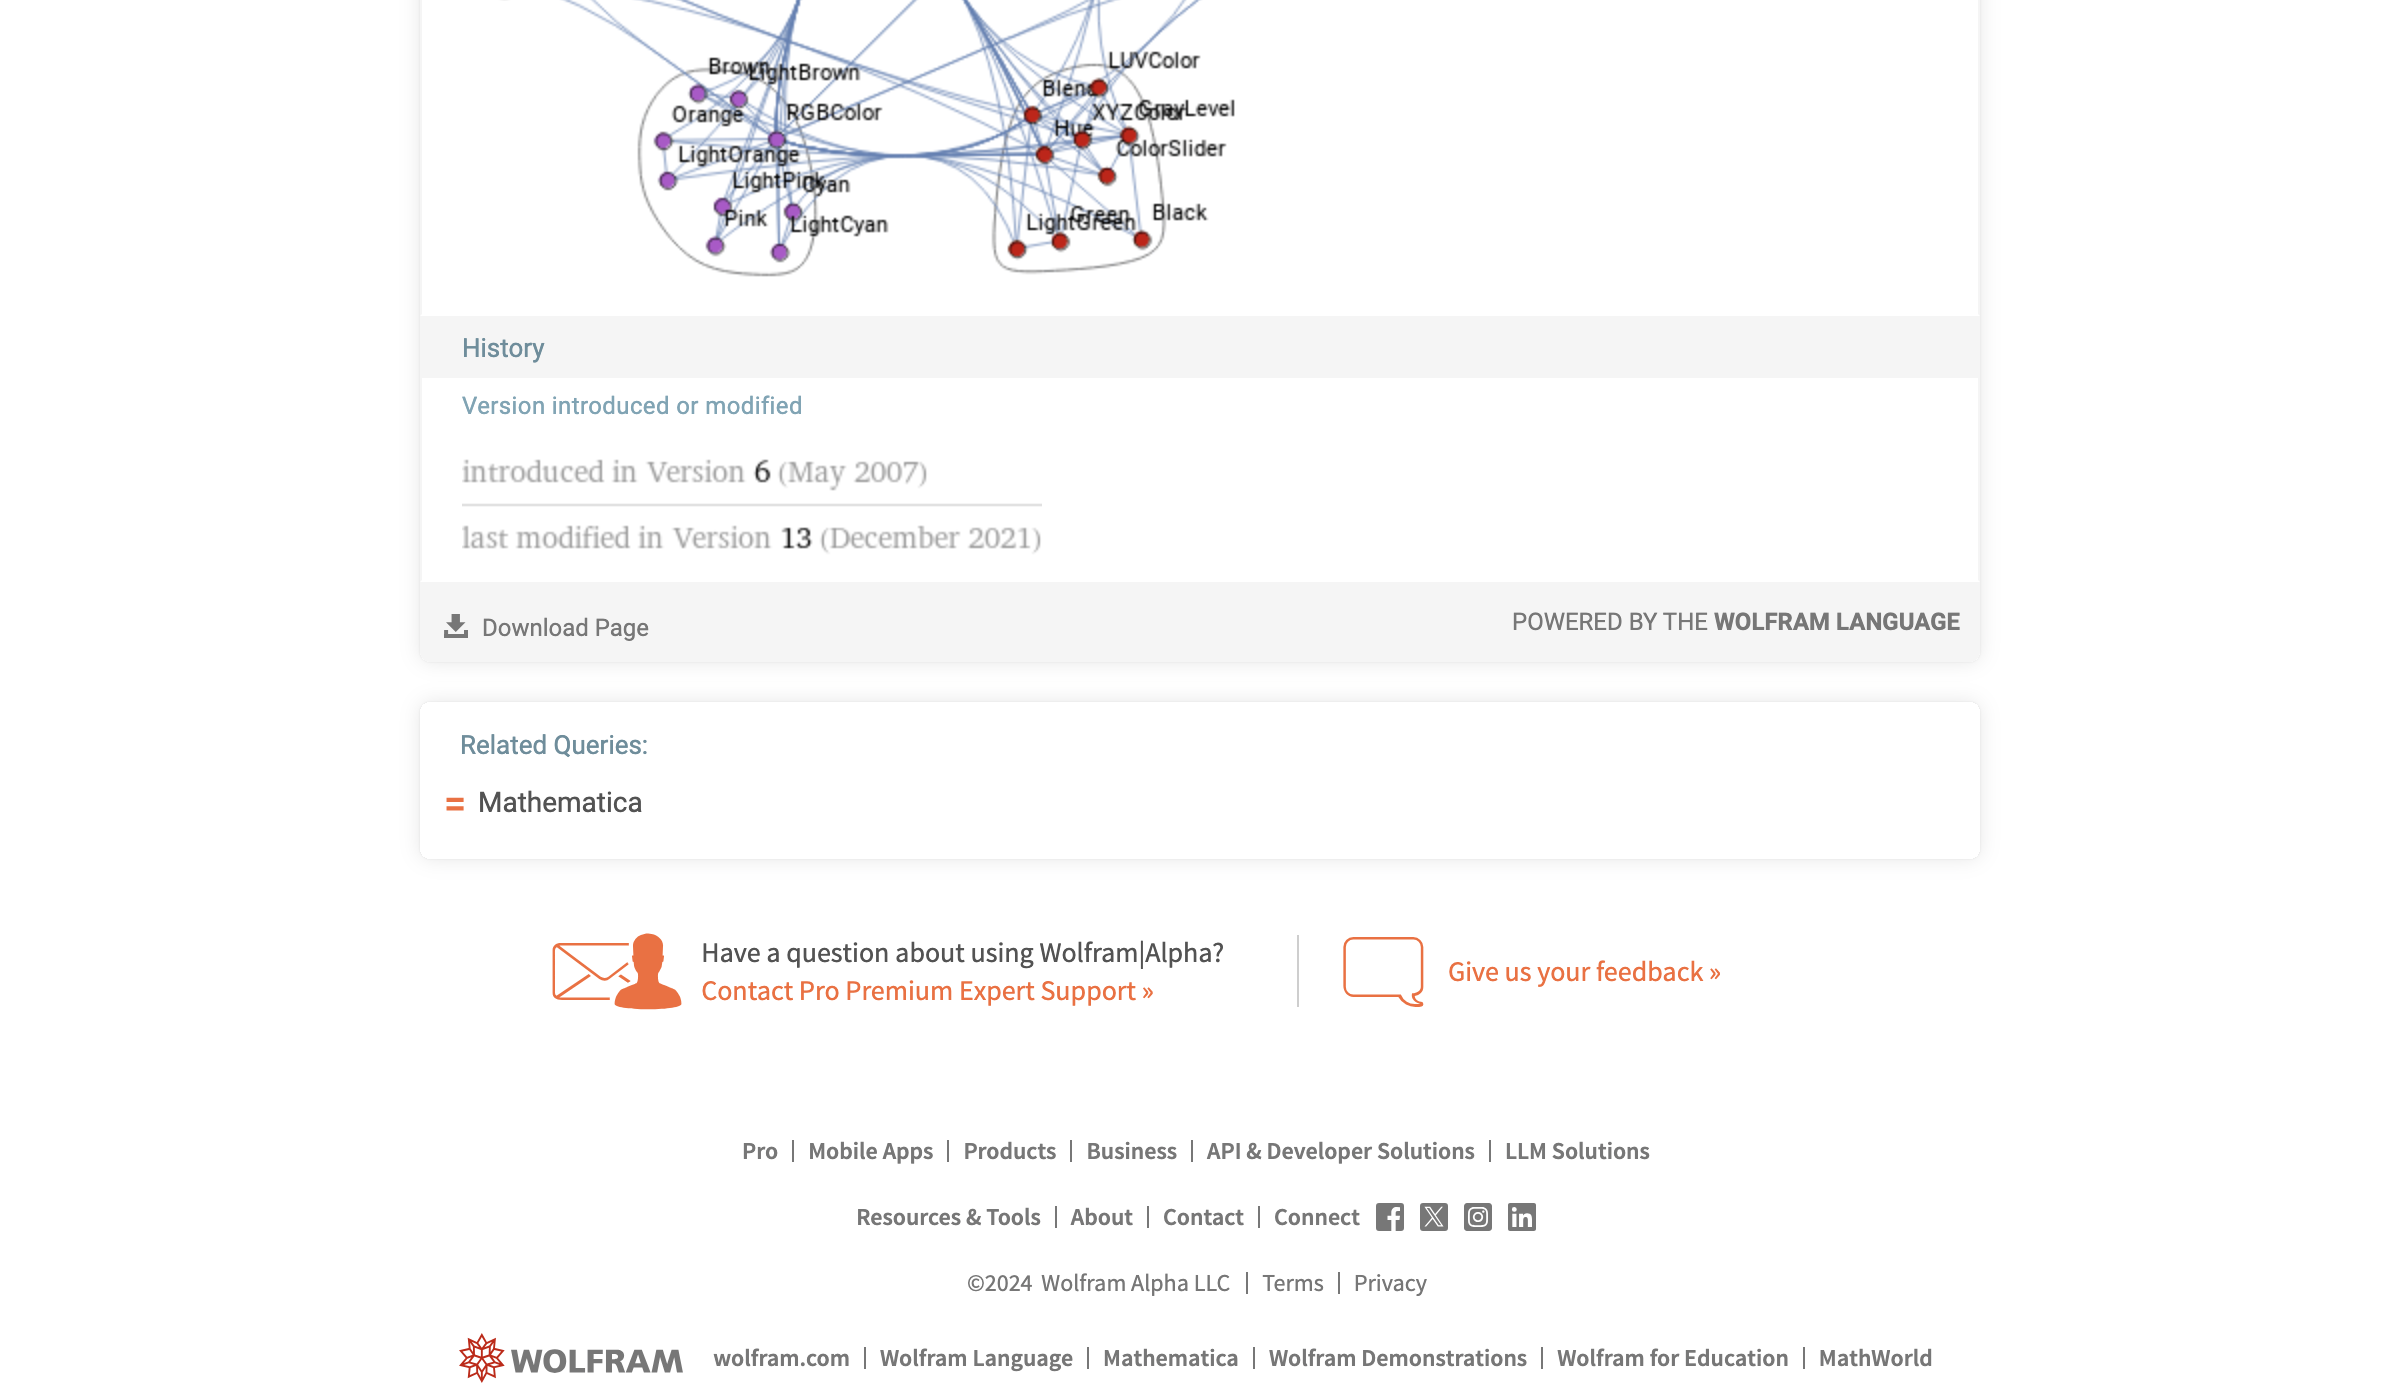 LUVColor
Brown
LightBrown
Blend
Orange
RGBColor
XYZColor
GrayLevel
Hue
LightOrange
ColorSlider
LightPink
Cyan
Pink
LightCyan
LightGreen
Green
Black
History
Version introduced or modified
introduced in Version 6 (May 2007)
last modified in Version 13 (December 2021)
Download Page
POWERED BY THE WOLFRAM LANGUAGE
Related Queries:
= Mathematica
Have a question about using Wolfram|Alpha?
Contact Pro Premium Expert Support »
Give us your feedback »
Pro | Mobile Apps | Products | Business | API & Developer Solutions | LLM Solutions
Resources & Tools | About | Contact | Connect
©2024 Wolfram Alpha LLC | Terms | Privacy
WOLFRAM wolfram.com | Wolfram Language | Mathematica | Wolfram Demonstrations | Wolfram for Education | MathWorld